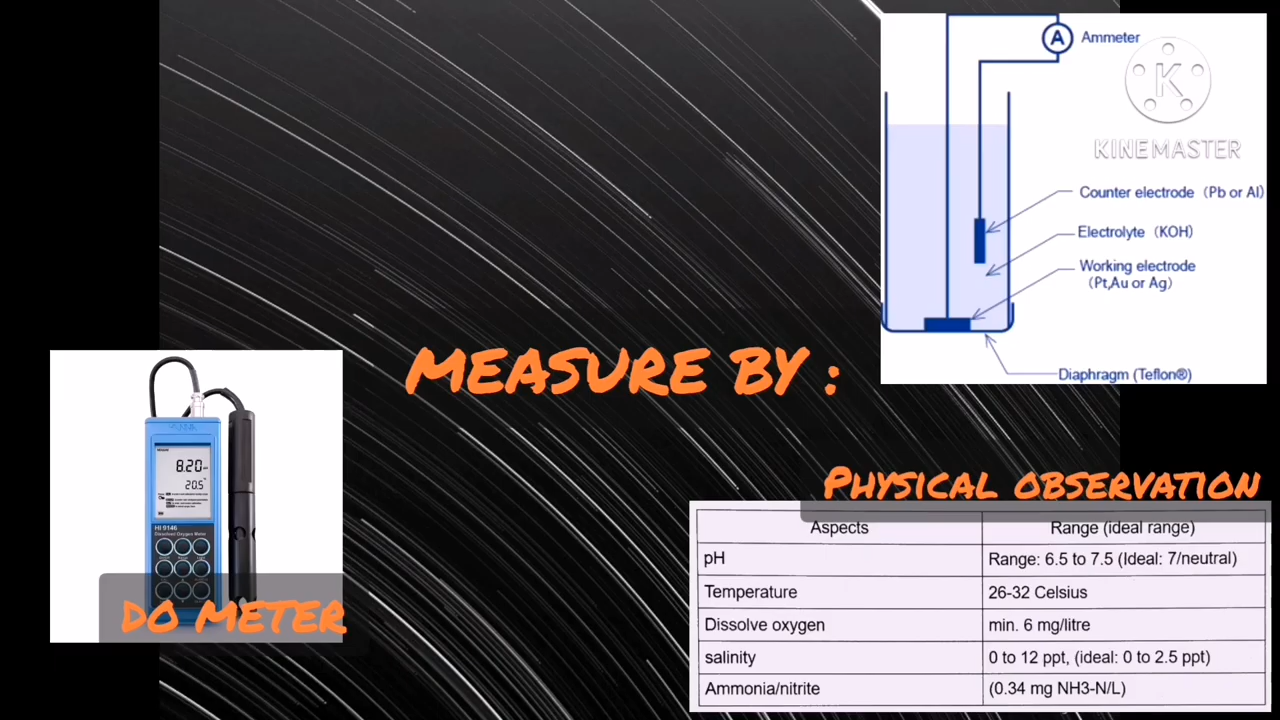 A Ammeter
K
KINEMASTER
Counter electrode (Pb or Al)
Electrolyte (KOH)
Working electrode
(Pt,Au or Ag)
Diaphragm (Teflon®)
MEASURE BY :
8.20
20.5
HI 9146
Dissolved Oxygen Meter
DO METER
PHYSICAL OBSERVATION
Aspects Range (ideal range)
pH Range: 6.5 to 7.5 (Ideal: 7/neutral)
Temperature 26-32 Celsius
Dissolve oxygen min. 6 mg/litre
salinity 0 to 12 ppt, (ideal: 0 to 2.5 ppt)
Ammonia/nitrite (0.34 mg NH3-N/L)